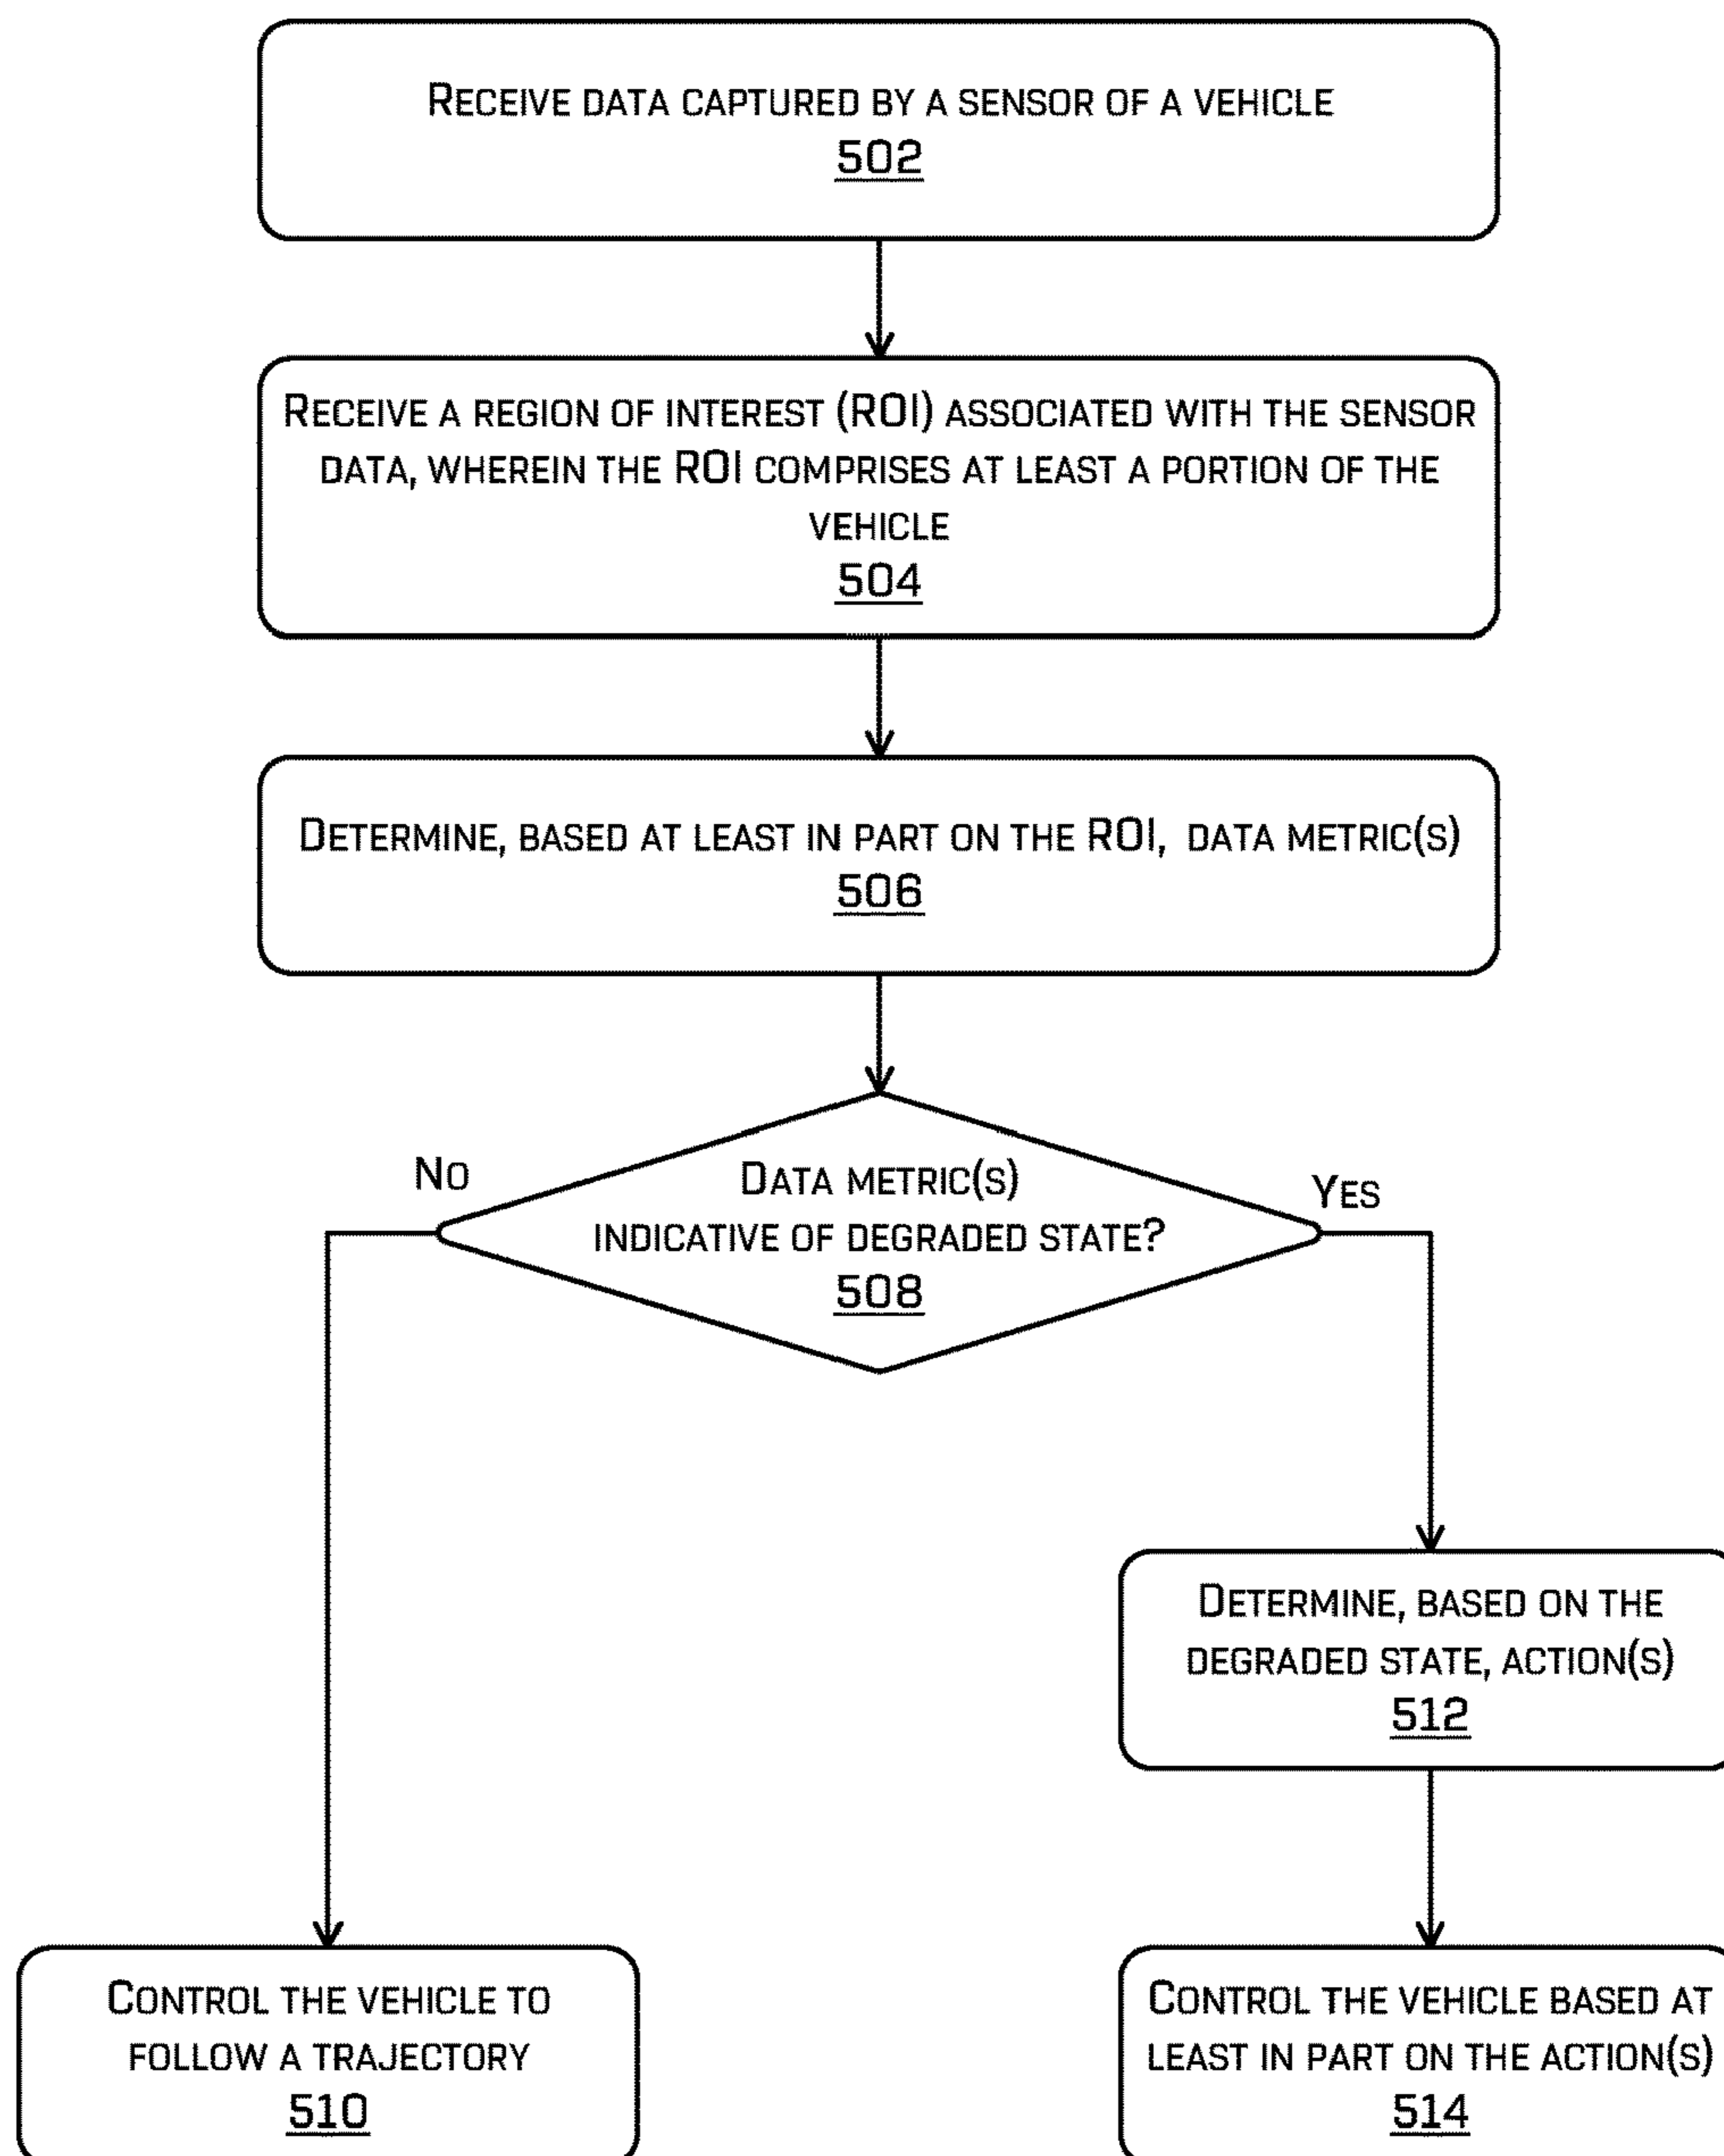 RECEIVE DATA CAPTURED BY A SENSOR OF A VEHICLE
502
RECEIVE A REGION OF INTEREST (ROI) ASSOCIATED WITH THE SENSOR
DATA, WHEREIN THE ROI COMPRISES AT LEAST A PORTION OF THE
VEHICLE
504
DETERMINE, BASED AT LEAST IN PART ON THE ROI, DATA METRIC(S)
506
NO
DATA METRIC(S)
YES
INDICATIVE OF DEGRADED STATE?
508
DETERMINE, BASED ON THE
DEGRADED STATE, ACTION(S)
512
CONTROL THE VEHICLE TO
FOLLOW A TRAJECTORY
510
CONTROL THE VEHICLE BASED AT
LEAST IN PART ON THE ACTION(S)
514